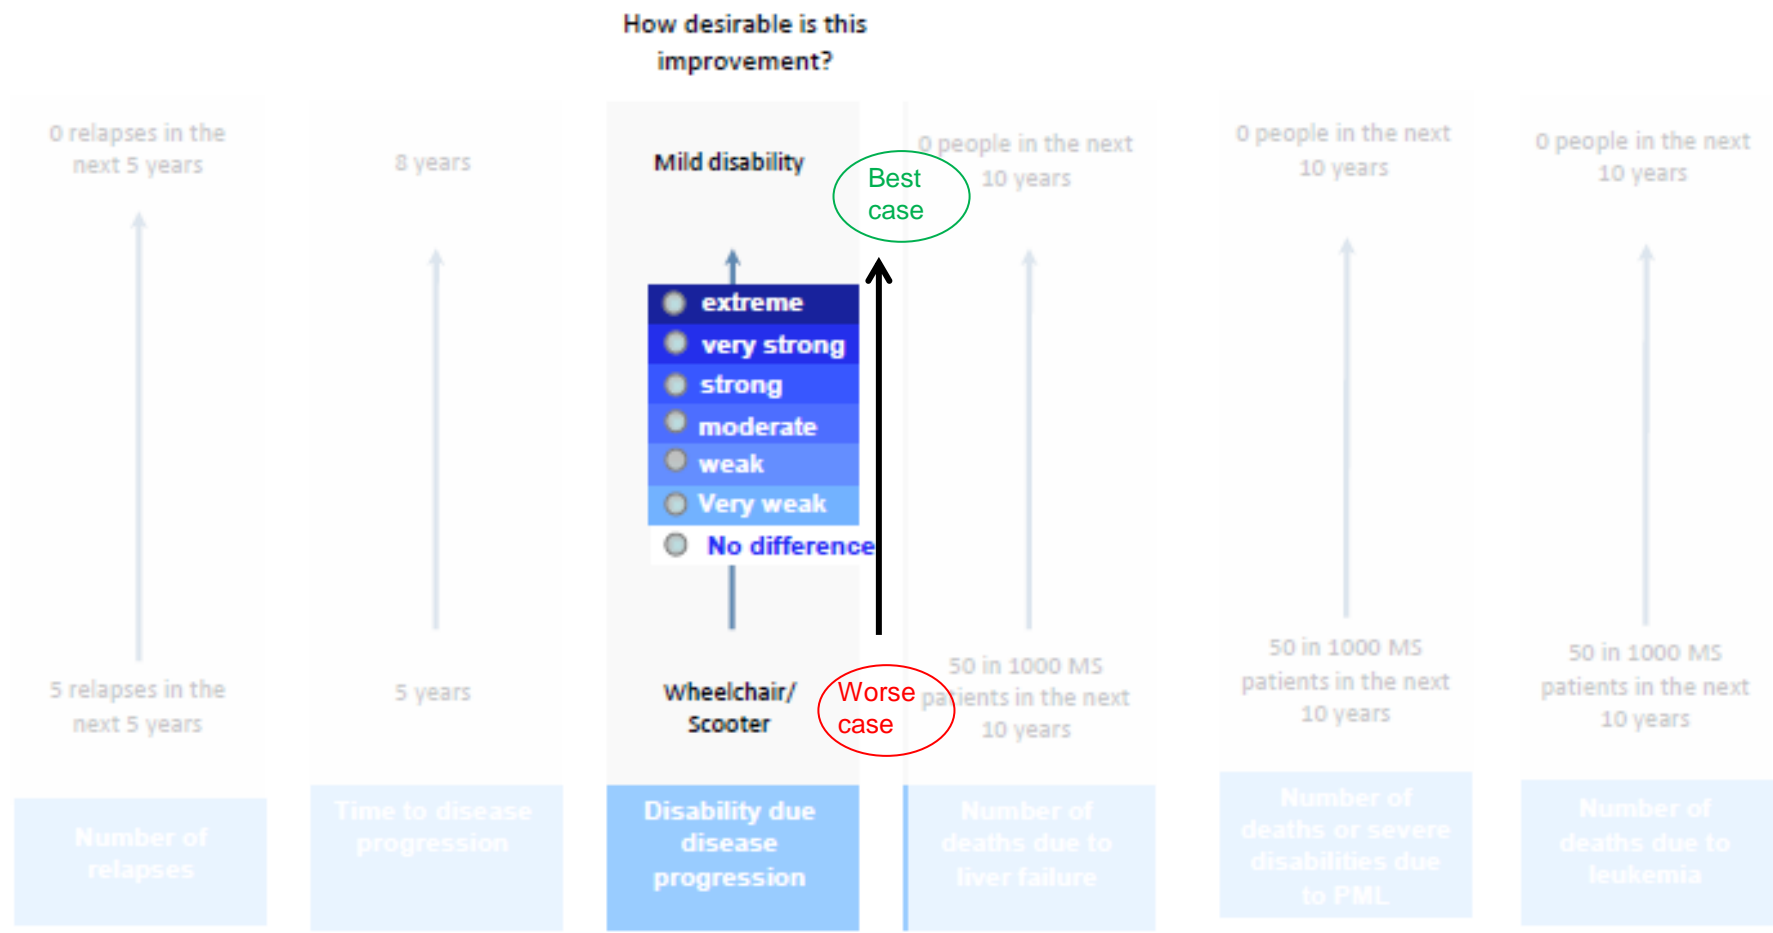 How desirable is this
improvement?
0 relapses in the
next 5 years
5 relapses in the
next 5 years
Number of
relapses
8 years
5 years
Time to disease
progression
Mild disability
extreme
very strong
strong
moderate
weak
Very weak
No difference
Wheelchair/
Scooter
Disability due
disease
progression
Best
case
Worse
case
0 people in the next
10 years
50 in 1000 MS
patients in the next
10 years
Number of
deaths due to
liver failure
0 people in the next
10 years
50 in 1000 MS
patients in the next
10 years
Number of
deaths or severe
disabilities due
to PML
0 people in the next
10 years
50 in 1000 MS
patients in the next
10 years
Number of
deaths due to
leukemia